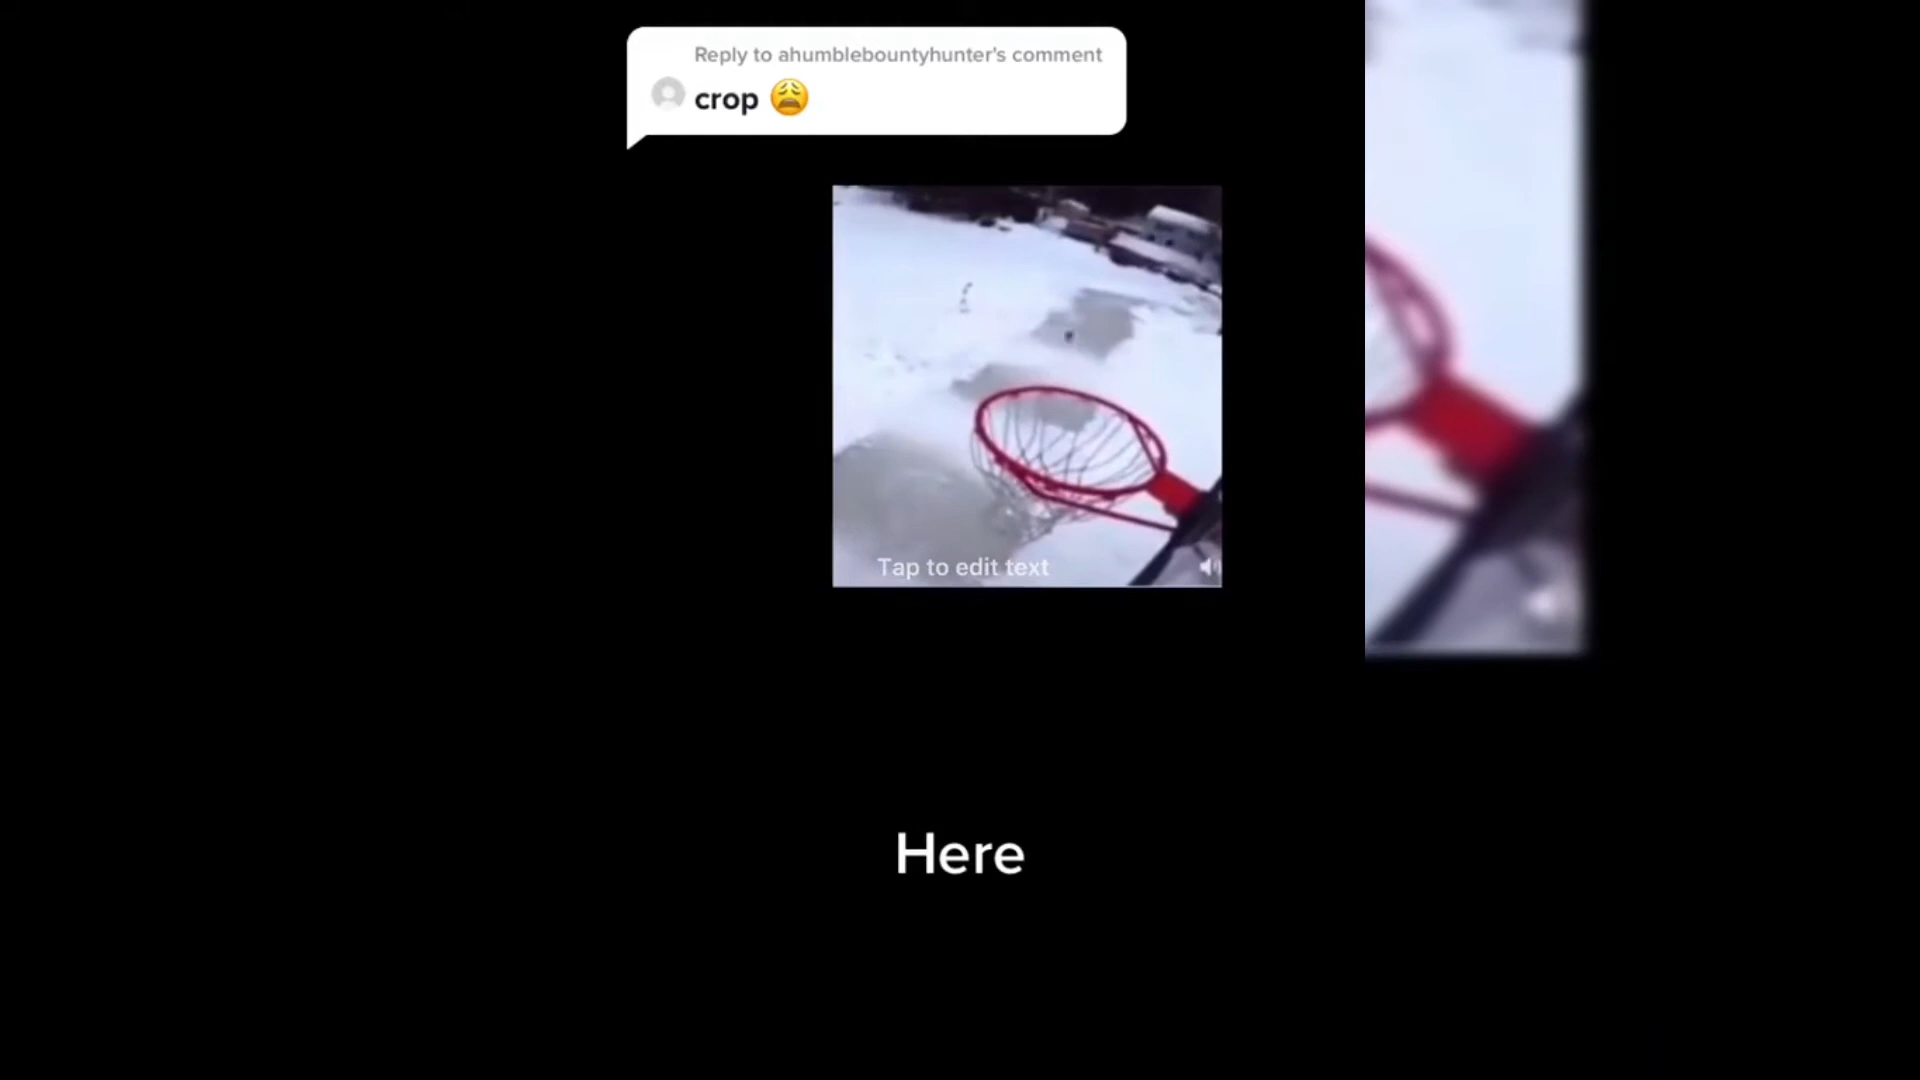 Reply to ahumblebountyhunter's comment
crop 😩
Tap to edit text
Here